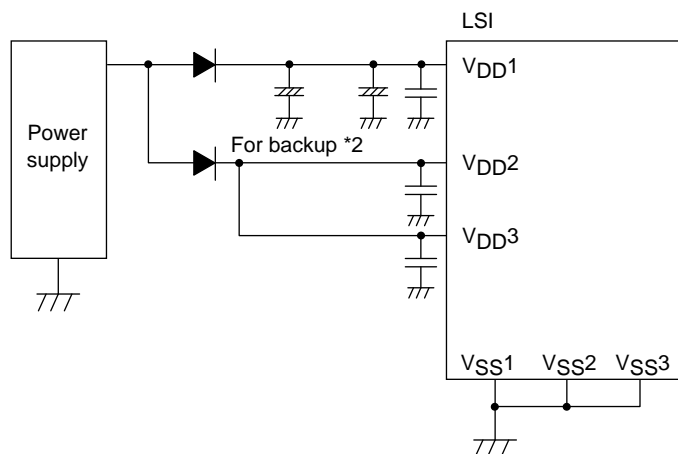 LSI
Power
supply
VDD1
For backup *2
VDD2
VDD3
VSS1 VSS2 VSS3